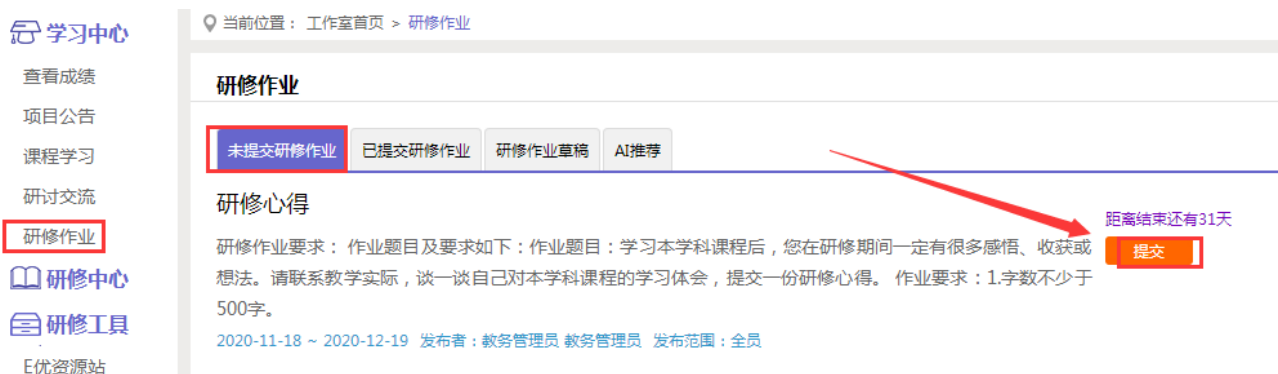 学习中心
查看成绩
项目公告
课程学习
研讨交流
研修作业
研修中心
研修工具
E优资源站
当前位置： 工作室首页 > 研修作业
研修作业
未提交研修作业 已提交研修作业 研修作业草稿 AI推荐
研修心得
距离结束还有31天
提交
研修作业要求： 作业题目及要求如下：作业题目：学习本学科课程后，您在研修期间一定有很多感悟、收获或
想法。请联系教学实际，谈一谈自己对本学科课程的学习体会，提交一份研修心得。 作业要求：1.字数不少于
500字。
2020-11-18 ~ 2020-12-19 发布者：教务管理员 教务管理员 发布范围：全员